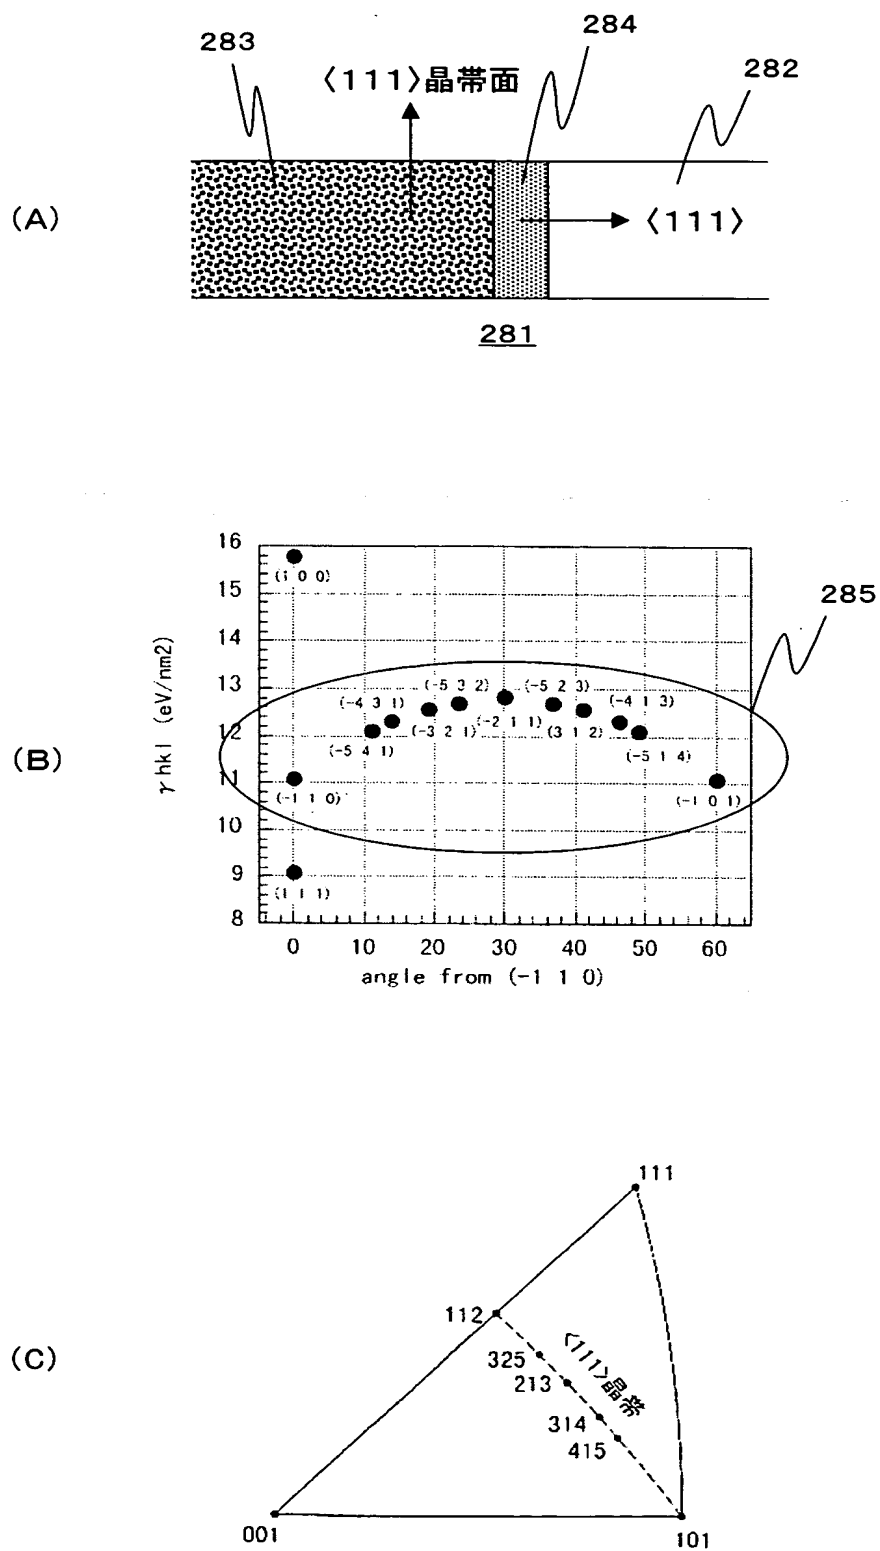 283
284
〈111〉晶帯面
282
(A)
〈111〉
281
16
(1 0 0)
15
285
14
13
(-5 3 2) (-5 2 3)
(-4 3 1) (-4 1 3)
12
(-3 2 1) (-2 1 1) (3 1 2)
(-5 4 1) (-5 1 4)
(B)
γ hkl (eV/nm2)
11
(-1 1 0) (-1 0 1)
10
9
(1 1 1)
8
0 10 20 30 40 50 60
angle from (-1 1 0)
111
112
(C)
〈111〉晶帯
325
213
314
415
001
101